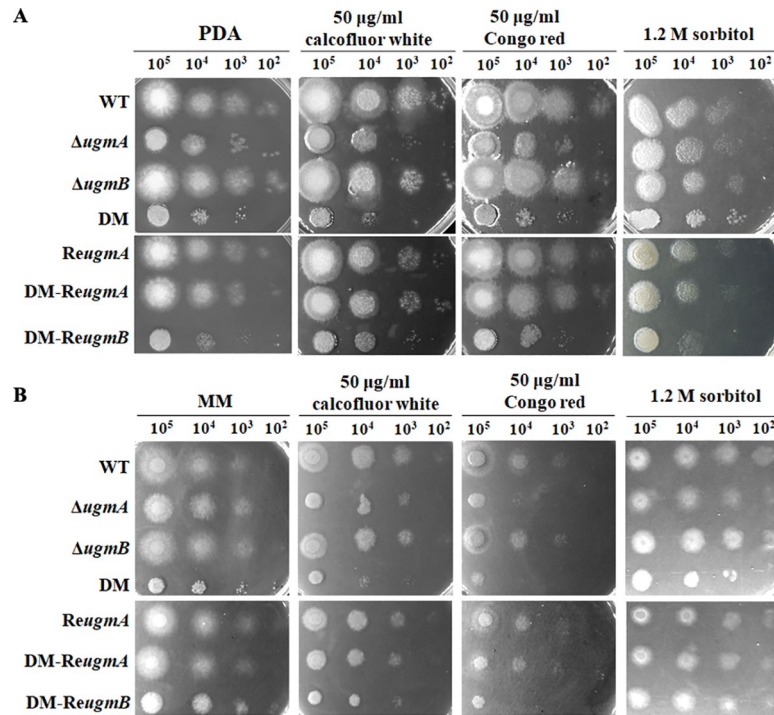 A
PDA
50 μg/ml
calcofluor white
50 μg/ml
Congo red
1.2 M sorbitol
10⁵ 10⁴ 10³ 10²
10⁵ 10⁴ 10³ 10²
10⁵ 10⁴ 10³ 10²
10⁵ 10⁴ 10³ 10²
WT
ΔugmA
ΔugmB
DM
ReugmA
DM-ReugmA
DM-ReugmB
B
MM
50 μg/ml
calcofluor white
50 μg/ml
Congo red
1.2 M sorbitol
10⁵ 10⁴ 10³ 10²
10⁵ 10⁴ 10³ 10²
10⁵ 10⁴ 10³ 10²
10⁵ 10⁴ 10³ 10²
WT
ΔugmA
ΔugmB
DM
ReugmA
DM-ReugmA
DM-ReugmB